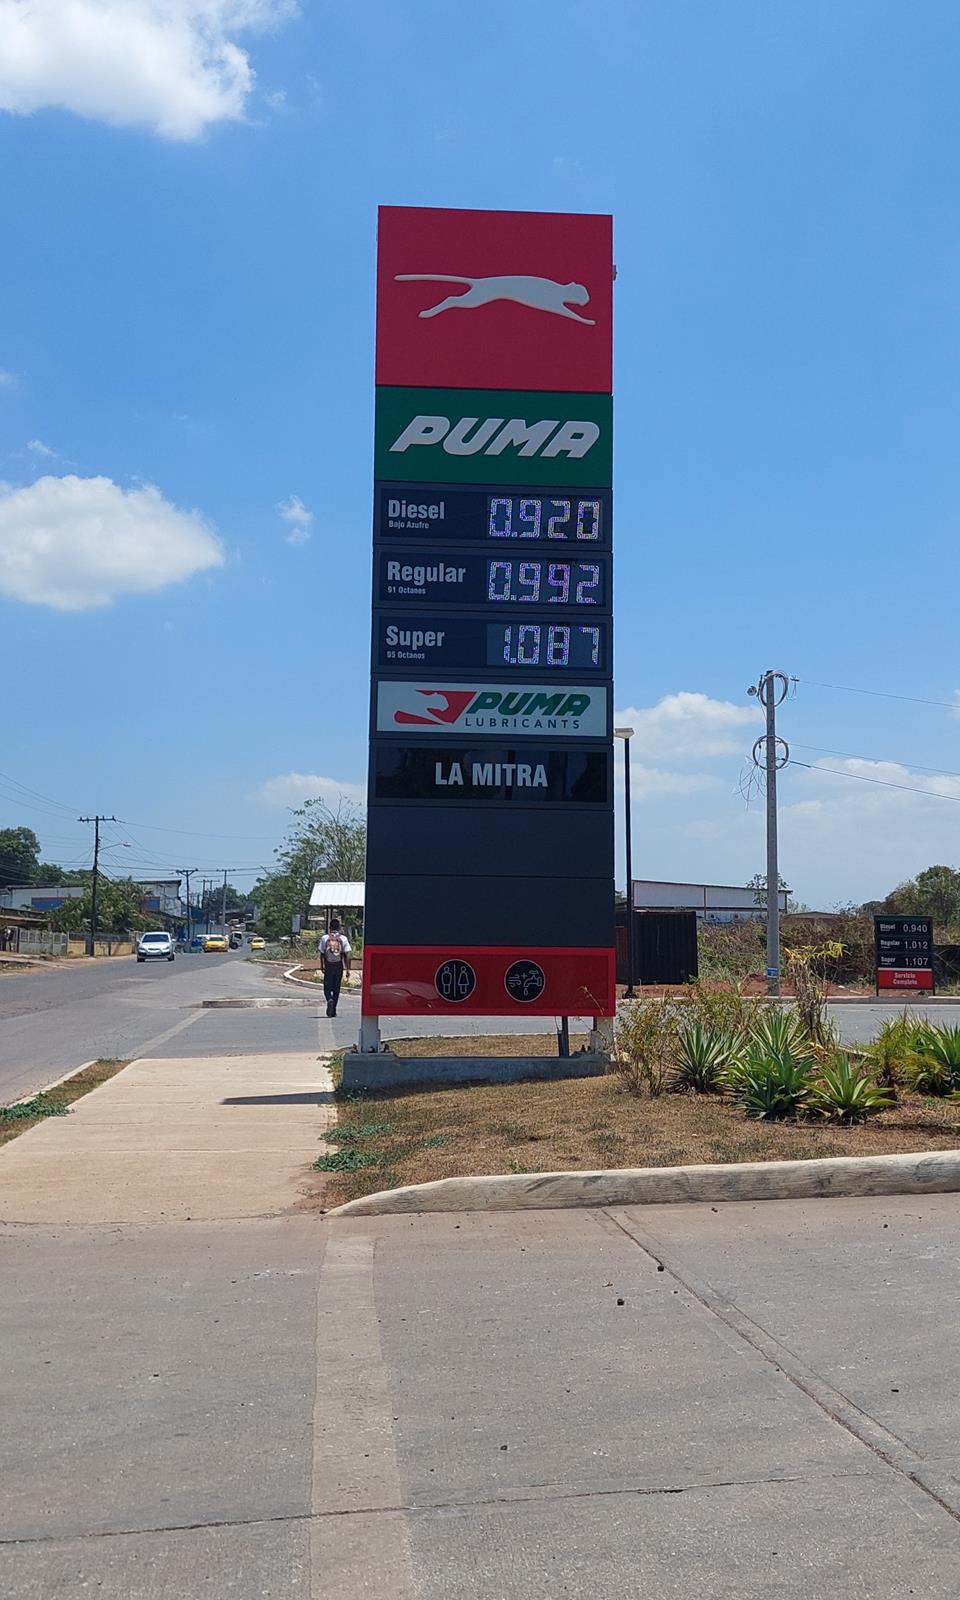 PUMA
Diesel 0.920
Bajo Azufre
Regular 0.992
91 Octanos
Super 1.087
95 Octanos
PUMA
LUBRICANTS
LA MITRA
Diesel 0.940
Regular 1.012
Super 1.107
Servicio
Completo